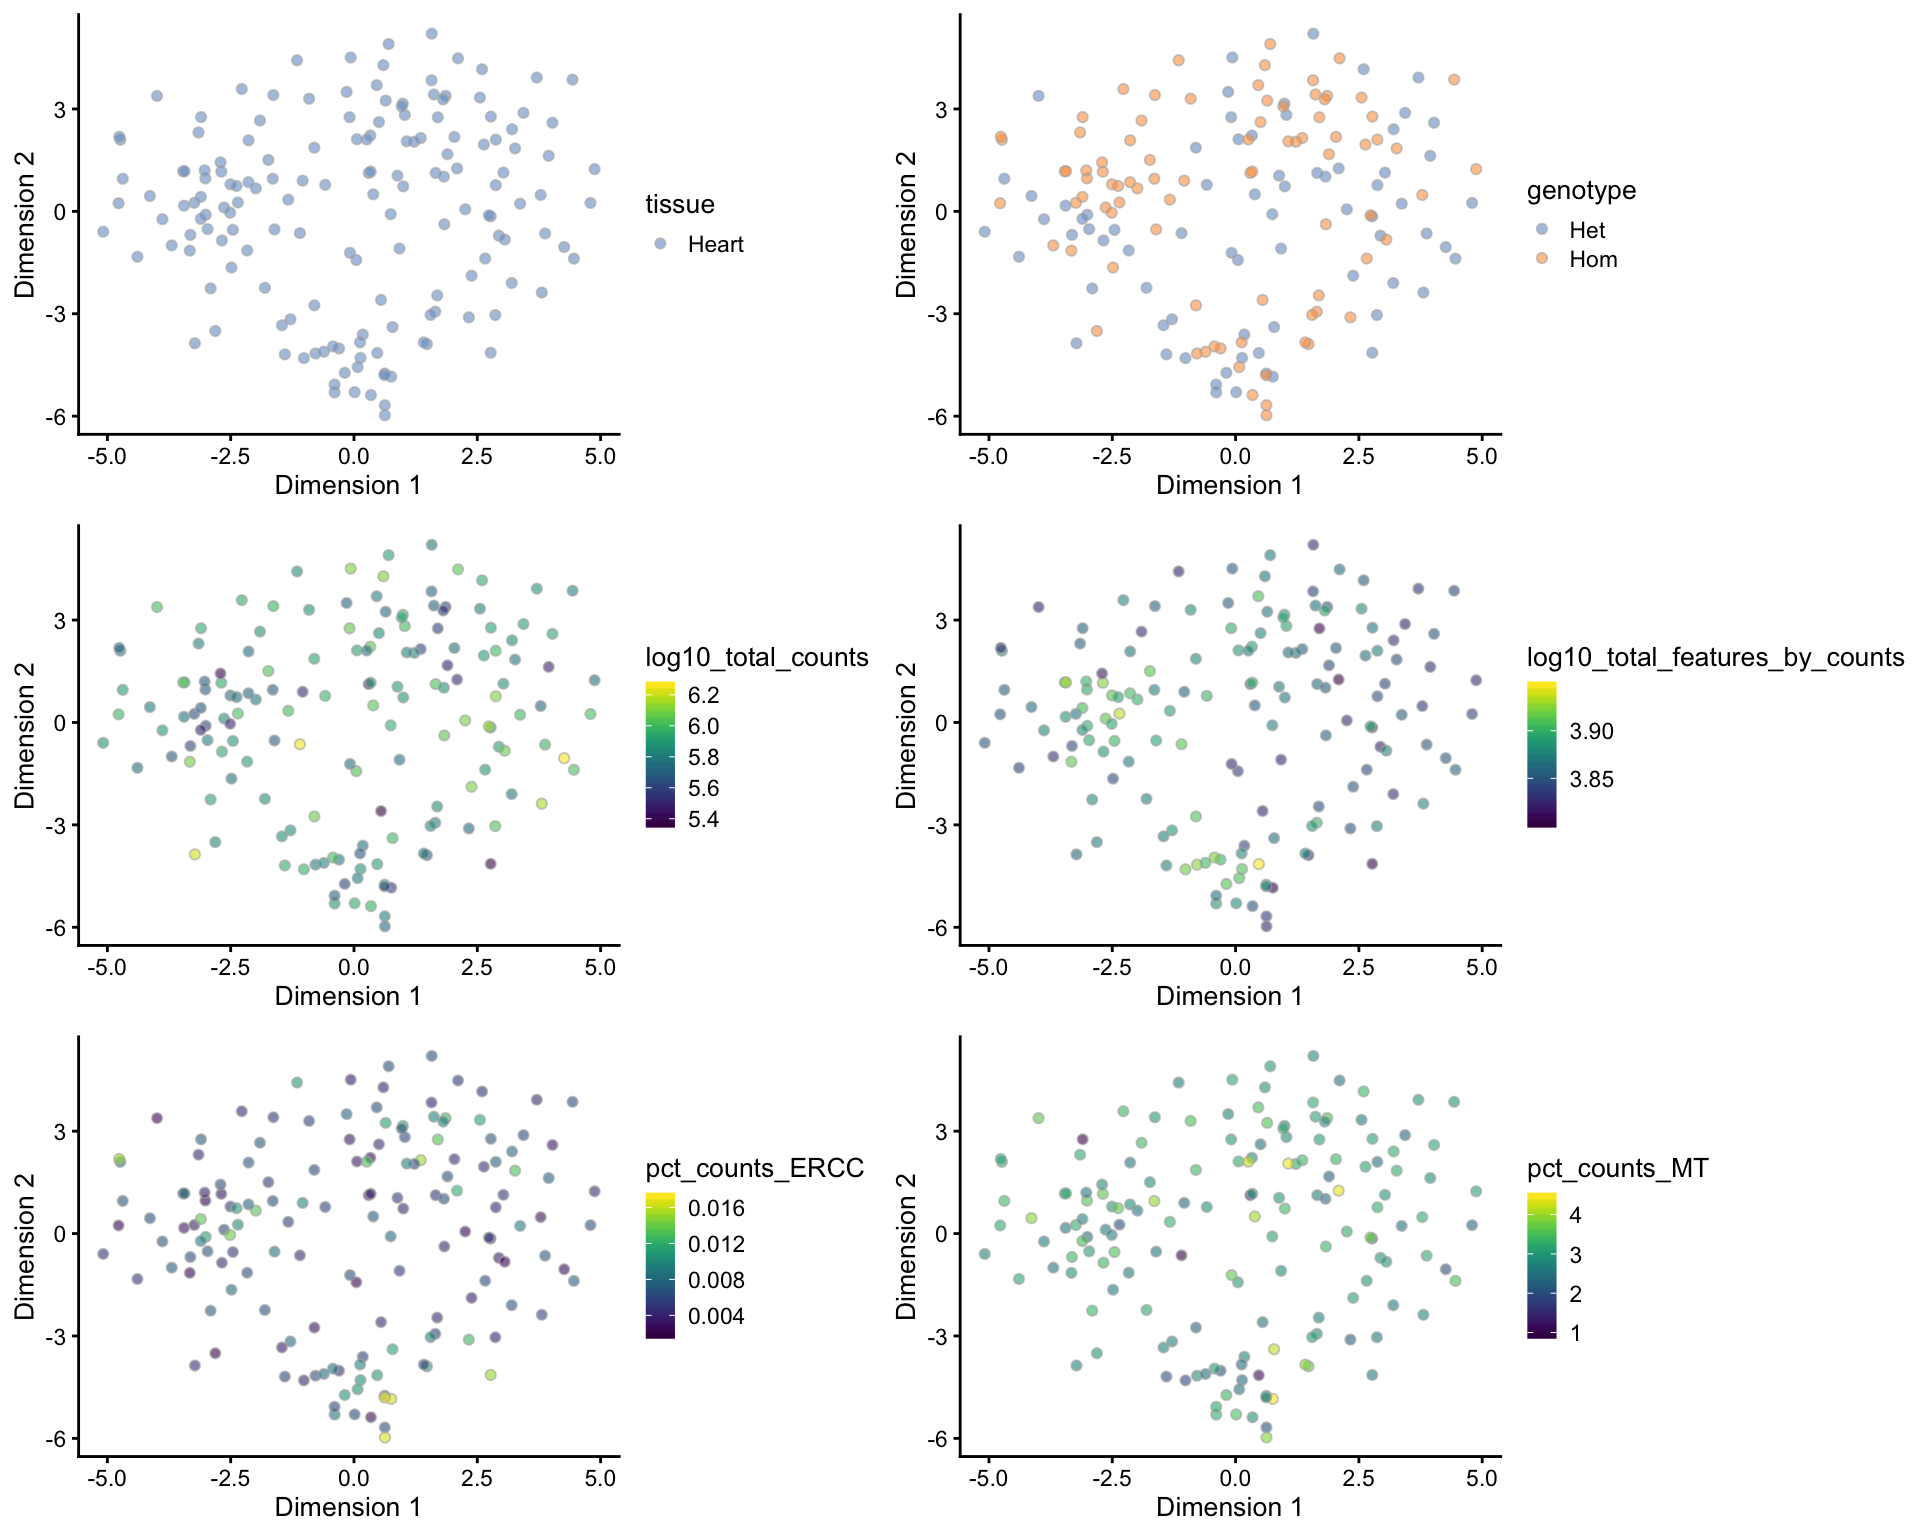 3
0
-3
-6
Dimension 2
-5.0 -2.5 0.0 2.5 5.0
Dimension 1
tissue
Heart
3
0
-3
-6
Dimension 2
-5.0 -2.5 0.0 2.5 5.0
Dimension 1
genotype
Het
Hom
3
0
-3
-6
Dimension 2
-5.0 -2.5 0.0 2.5 5.0
Dimension 1
log10_total_counts
6.2
6.0
5.8
5.6
5.4
3
0
-3
-6
Dimension 2
-5.0 -2.5 0.0 2.5 5.0
Dimension 1
log10_total_features_by_counts
3.90
3.85
3
0
-3
-6
Dimension 2
-5.0 -2.5 0.0 2.5 5.0
Dimension 1
pct_counts_ERCC
0.016
0.012
0.008
0.004
3
0
-3
-6
Dimension 2
-5.0 -2.5 0.0 2.5 5.0
Dimension 1
pct_counts_MT
4
3
2
1